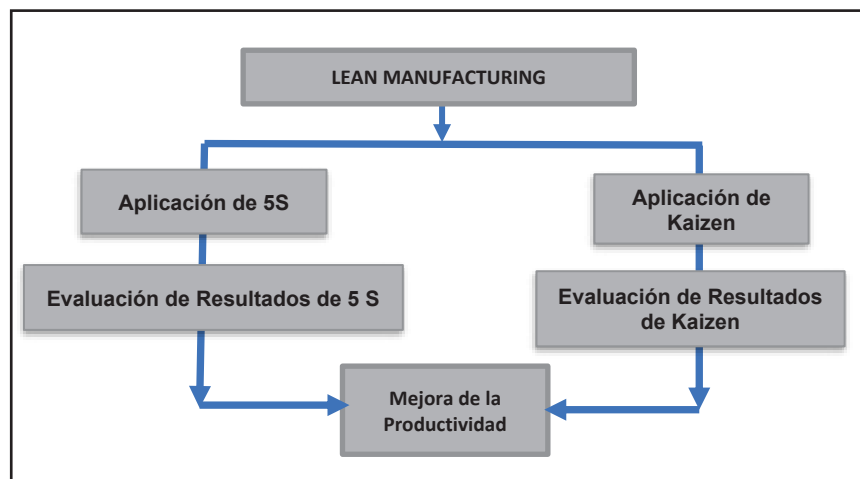 LEAN MANUFACTURING
Aplicación de 5S
Aplicación de
Kaizen
Evaluación de Resultados de 5 S
Evaluación de Resultados
de Kaizen
Mejora de la
Productividad